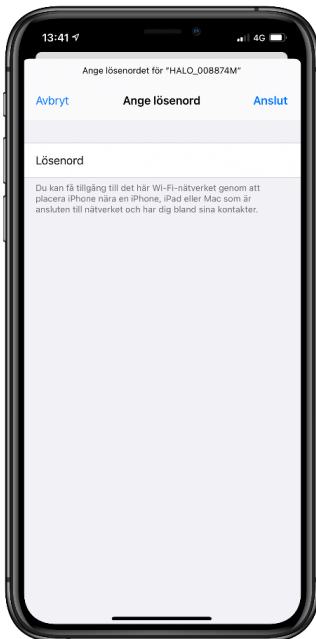 13:41
4G
Ange lösenordet för "HALO_008874M"
Avbryt Ange lösenord Anslut
Lösenord
Du kan få tillgång till det här Wi-Fi-nätverket genom att
placera iPhone nära en iPhone, iPad eller Mac som är
ansluten till nätverket och har dig bland sina kontakter.